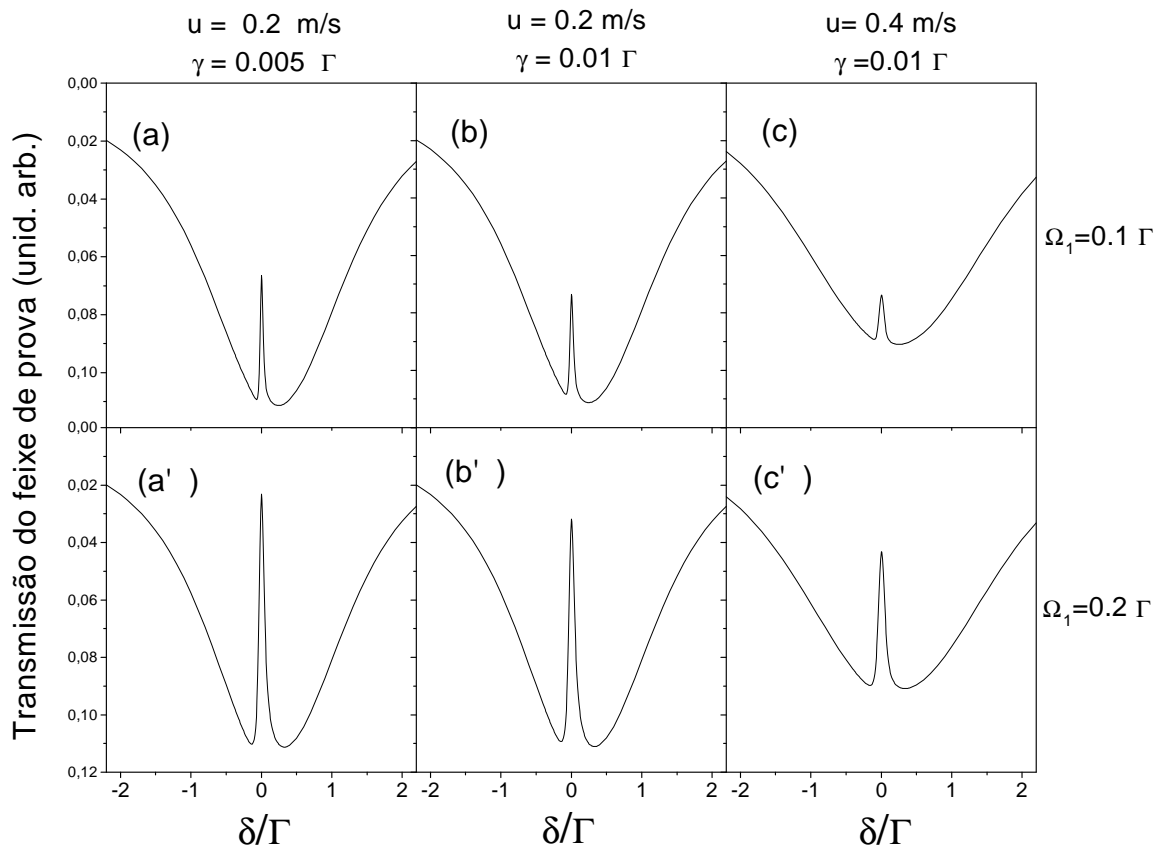 u = 0.2 m/s
γ = 0.005 Γ
u = 0.2 m/s
γ = 0.01 Γ
u= 0.4 m/s
γ =0.01 Γ
Transmissão do feixe de prova (unid. arb.)
0,00
0,02
0,04
0,06
0,08
0,10
0,00
(a)
(b)
(c)
Ω₁=0.1 Γ
0,02
0,04
0,06
0,08
0,10
0,12
(a' )
(b' )
(c' )
Ω₁=0.2 Γ
-2 -1 0 1 2
-2 -1 0 1 2
-2 -1 0 1 2
δ/Γ
δ/Γ
δ/Γ